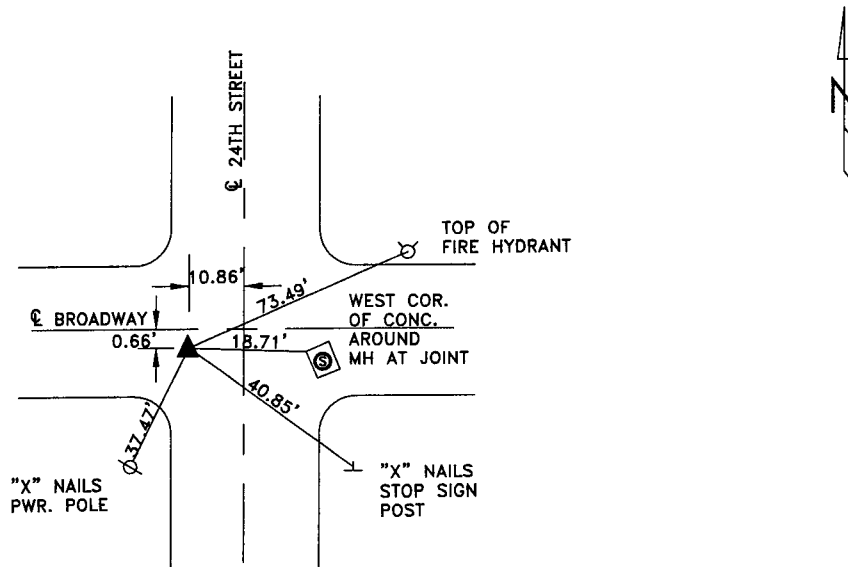 ℄ 24TH STREET
N
TOP OF
FIRE HYDRANT
10.86'
73.49'
WEST COR.
OF CONC.
AROUND
MH AT JOINT
℄ BROADWAY
0.66'
18.71'
S
40.85'
37.47'
"X" NAILS
PWR. POLE
"X" NAILS
STOP SIGN
POST